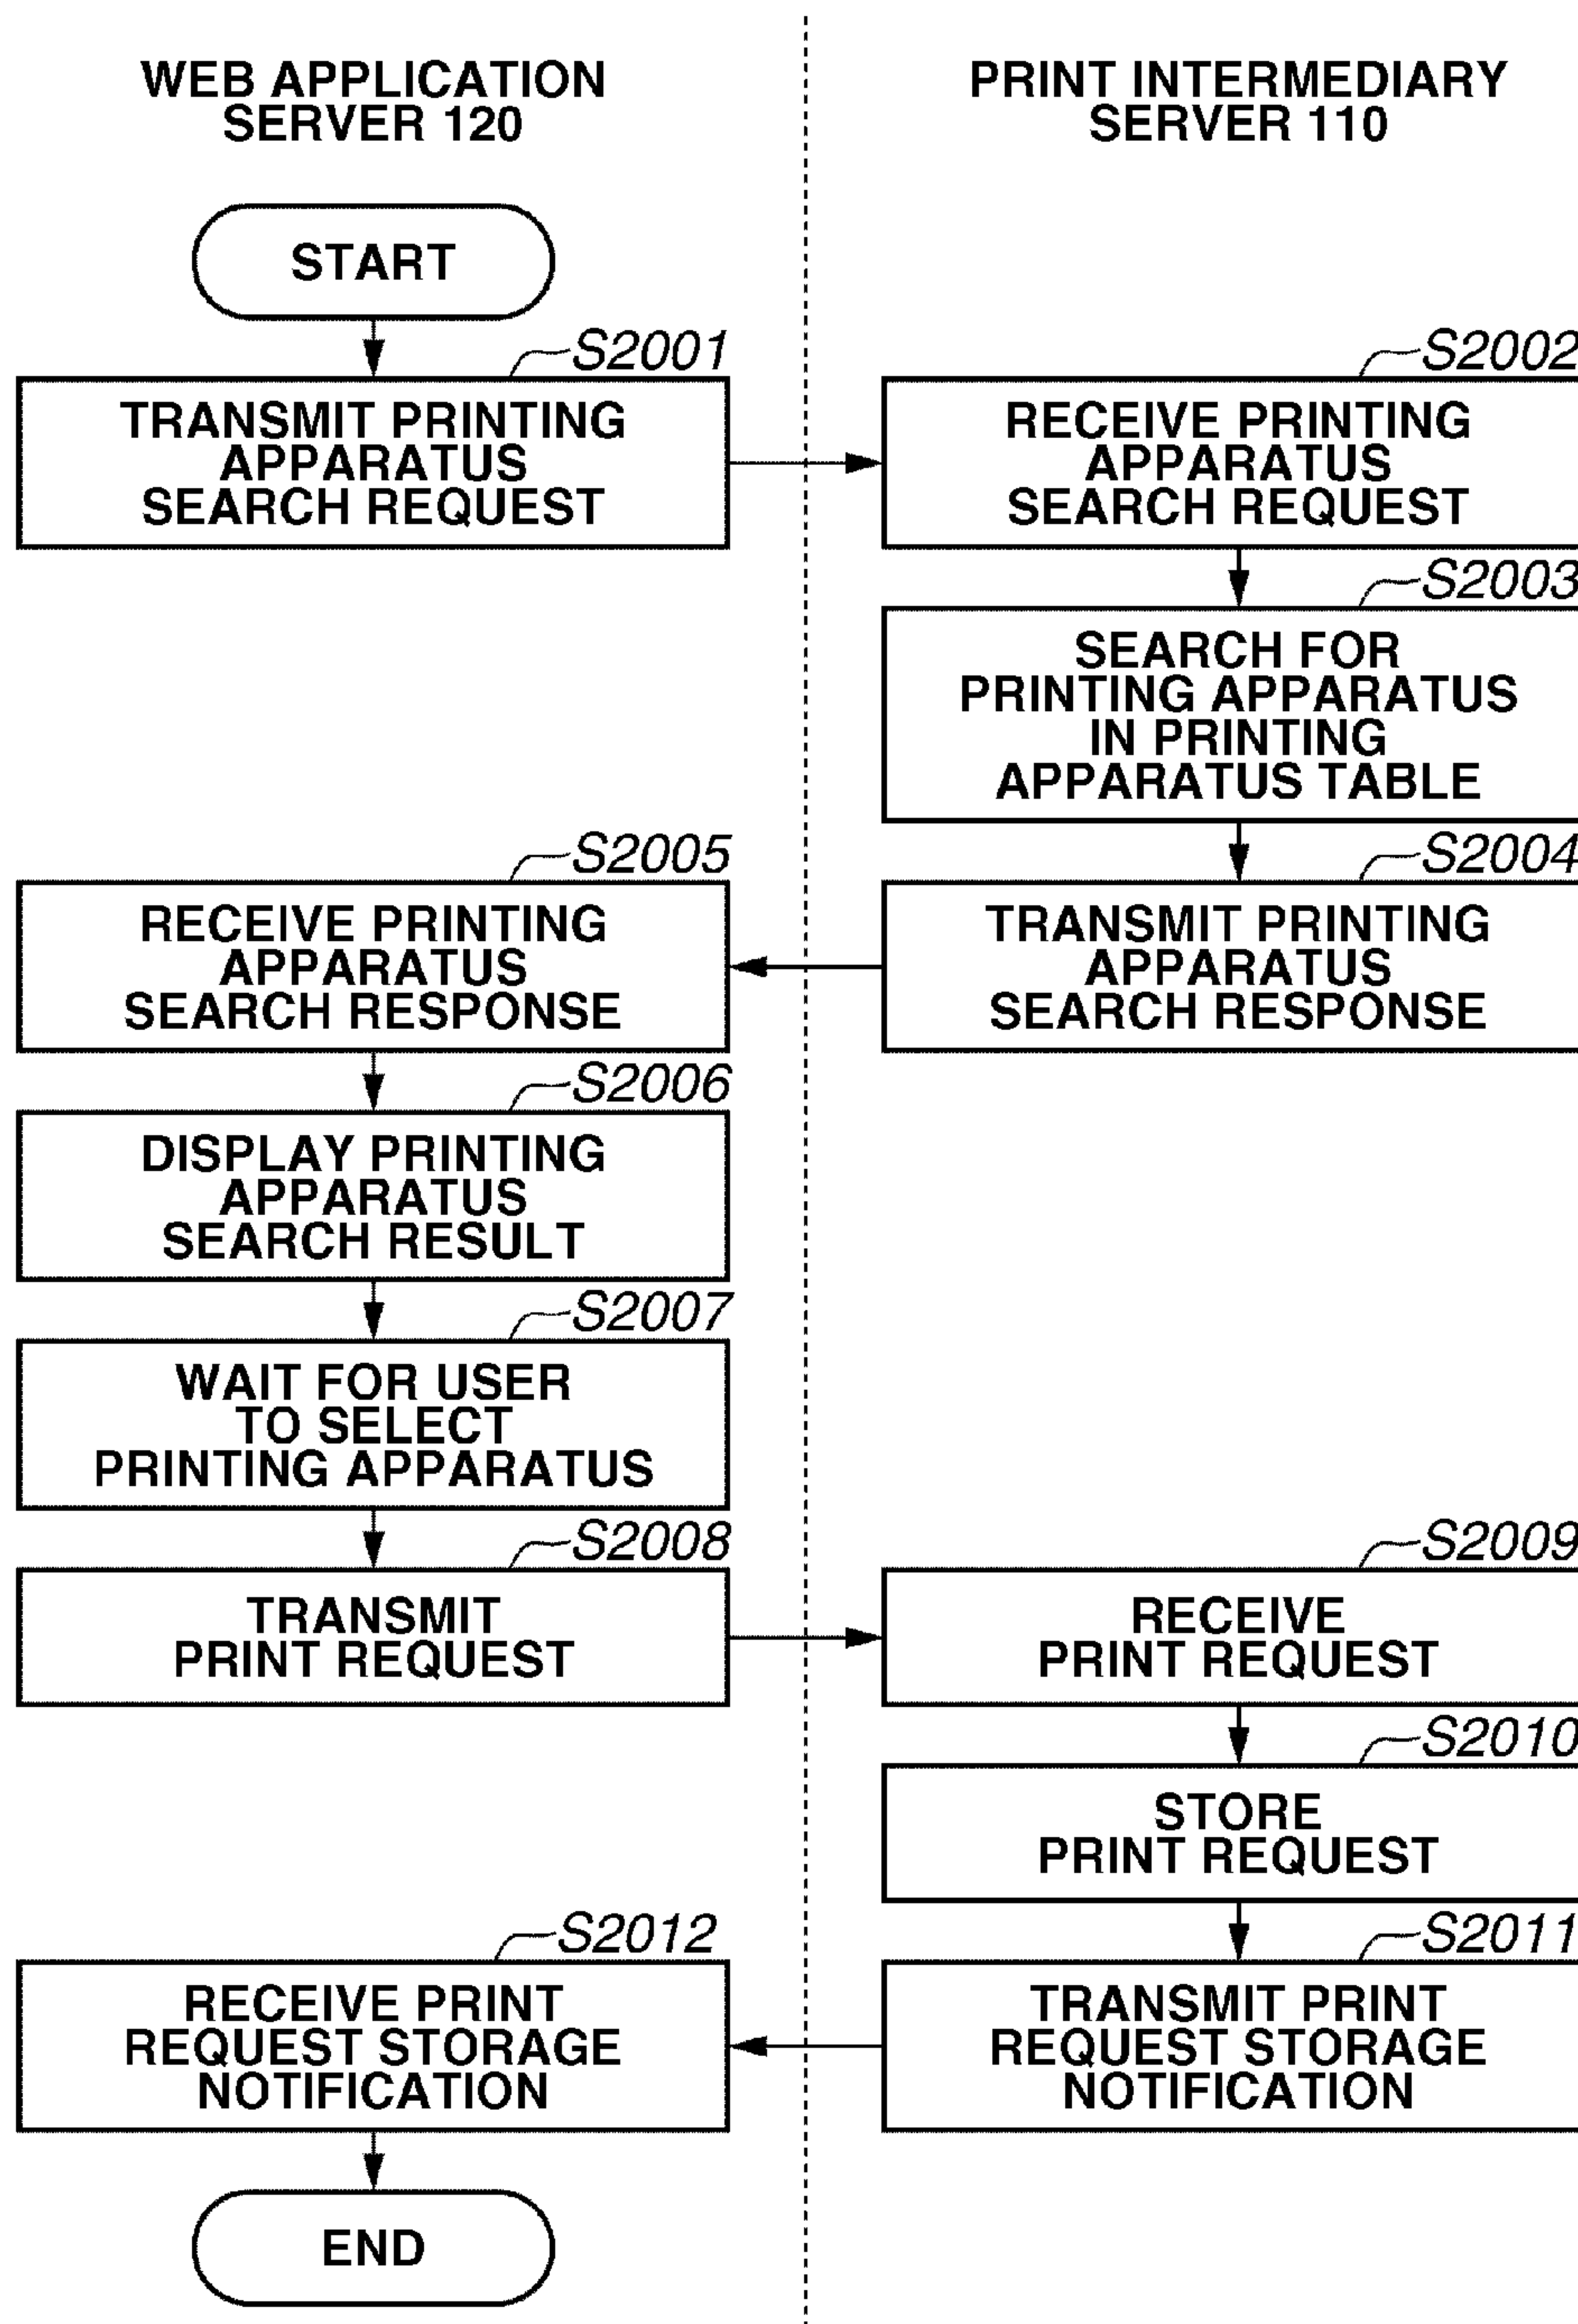 WEB APPLICATION
SERVER 120
PRINT INTERMEDIARY
SERVER 110
START
S2001
TRANSMIT PRINTING
APPARATUS
SEARCH REQUEST
S2002
RECEIVE PRINTING
APPARATUS
SEARCH REQUEST
S2003
SEARCH FOR
PRINTING APPARATUS
IN PRINTING
APPARATUS TABLE
S2004
TRANSMIT PRINTING
APPARATUS
SEARCH RESPONSE
S2005
RECEIVE PRINTING
APPARATUS
SEARCH RESPONSE
S2006
DISPLAY PRINTING
APPARATUS
SEARCH RESULT
S2007
WAIT FOR USER
TO SELECT
PRINTING APPARATUS
S2008
TRANSMIT
PRINT REQUEST
S2009
RECEIVE
PRINT REQUEST
S2010
STORE
PRINT REQUEST
S2011
TRANSMIT PRINT
REQUEST STORAGE
NOTIFICATION
S2012
RECEIVE PRINT
REQUEST STORAGE
NOTIFICATION
END